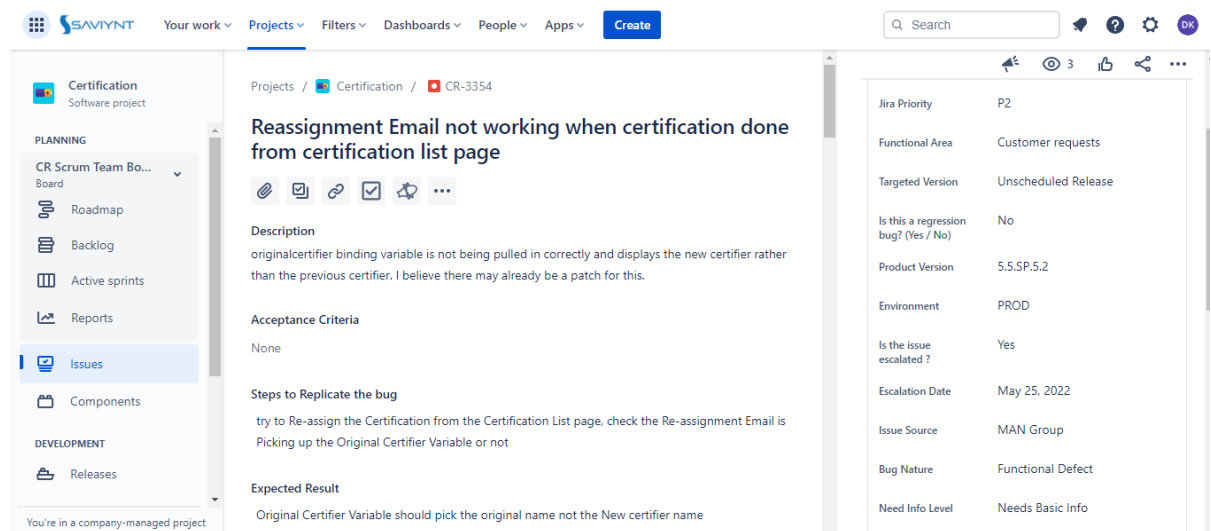 SAVIYNT
Your work
Projects
Filters
Dashboards
People
Apps
Create
Search
DK
Certification
Software project
PLANNING
CR Scrum Team Bo...
Board
Roadmap
Backlog
Active sprints
Reports
Issues
Components
DEVELOPMENT
Releases
You're in a company-managed project
Projects / Certification / CR-3354
Reassignment Email not working when certification done
from certification list page
Description
originalcertifier binding variable is not being pulled in correctly and displays the new certifier rather
than the previous certifier. I believe there may already be a patch for this.
Acceptance Criteria
None
Steps to Replicate the bug
try to Re-assign the Certification from the Certification List page, check the Re-assignment Email is
Picking up the Original Certifier Variable or not
Expected Result
Original Certifier Variable should pick the original name not the New certifier name
3
Jira Priority
P2
Functional Area
Customer requests
Targeted Version
Unscheduled Release
Is this a regression
bug? (Yes / No)
No
Product Version
5.5.SP.5.2
Environment
PROD
Is the issue
escalated ?
Yes
Escalation Date
May 25, 2022
Issue Source
MAN Group
Bug Nature
Functional Defect
Need Info Level
Needs Basic Info